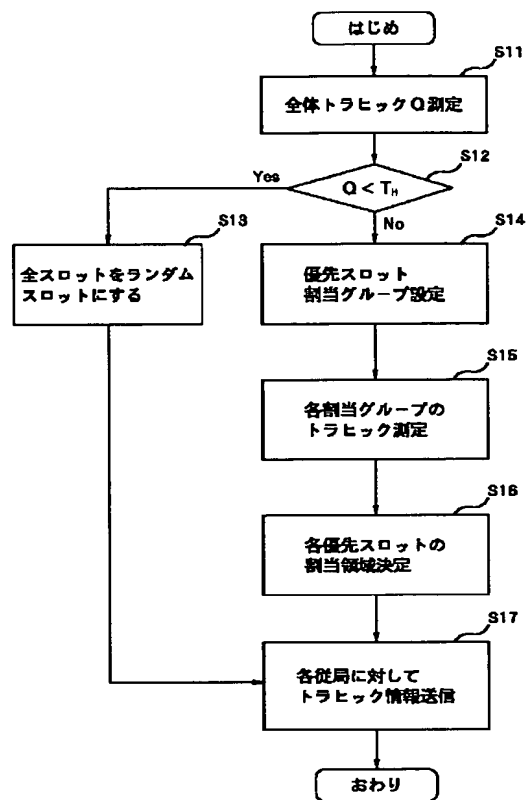 はじめ
S11
全体トラヒックQ測定
S12
Q < TH
Yes
No
S13
全スロットをランダム
スロットにする
S14
優先スロット
割当グループ設定
S15
各割当グループの
トラヒック測定
S16
各優先スロットの
割当領域決定
S17
各従局に対して
トラヒック情報送信
おわり